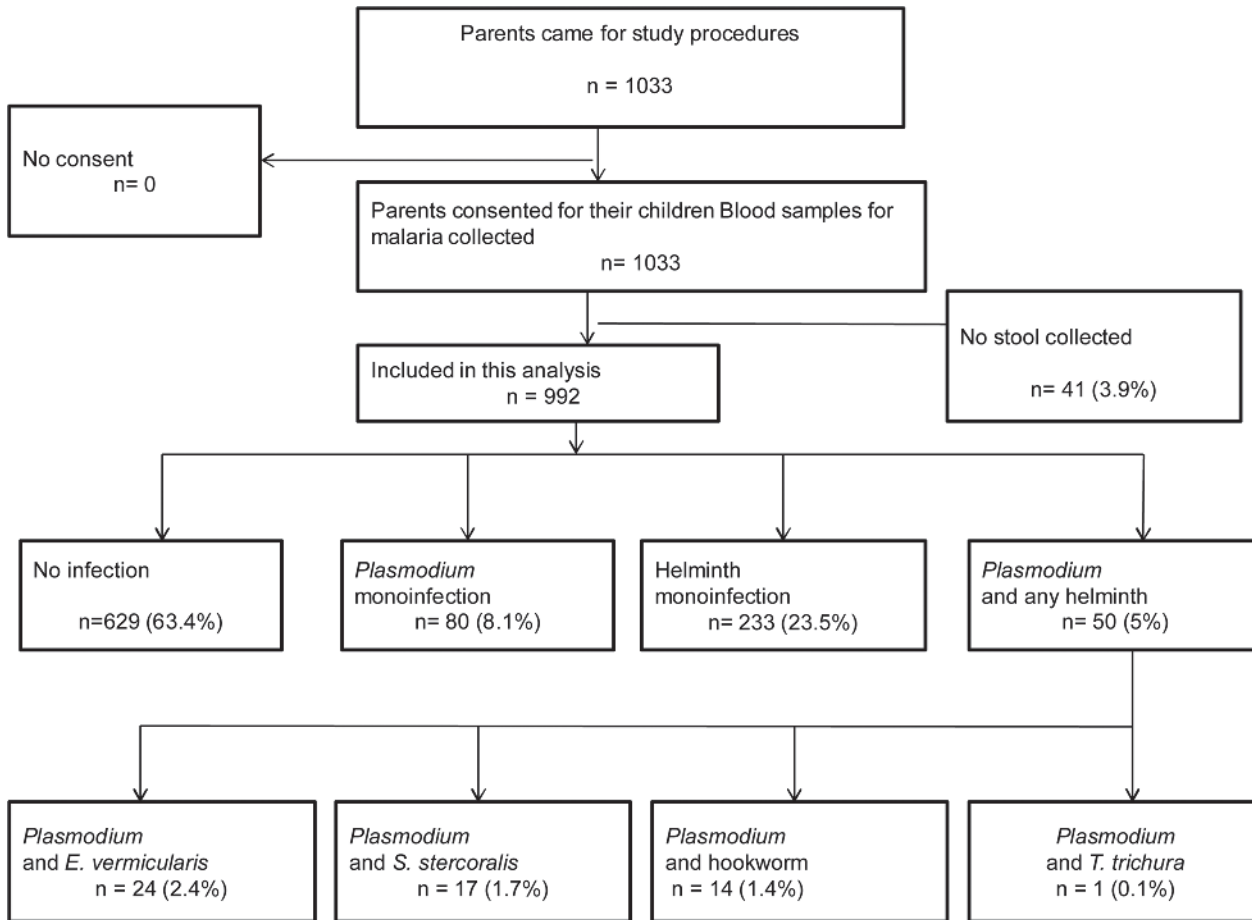 Parents came for study procedures
n = 1033
No consent
n= 0
Parents consented for their children Blood samples for
malaria collected
n= 1033
No stool collected
n= 41 (3.9%)
Included in this analysis
n = 992
No infection
n=629 (63.4%)
Plasmodium
monoinfection
n= 80 (8.1%)
Helminth
monoinfection
n= 233 (23.5%)
Plasmodium
and any helminth
n= 50 (5%)
Plasmodium
and E. vermicularis
n = 24 (2.4%)
Plasmodium
and S. stercoralis
n = 17 (1.7%)
Plasmodium
and hookworm
n = 14 (1.4%)
Plasmodium
and T. trichura
n = 1 (0.1%)